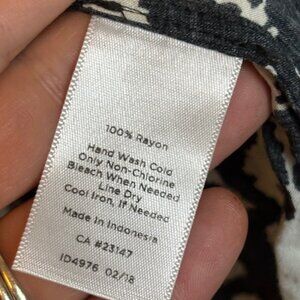 100% Rayon
Hand Wash Cold
Only Non-Chlorine
Bleach When Needed
Line Dry
Cool Iron, If Needed
Made In Indonesia
CA #23147
ID4976 02/18